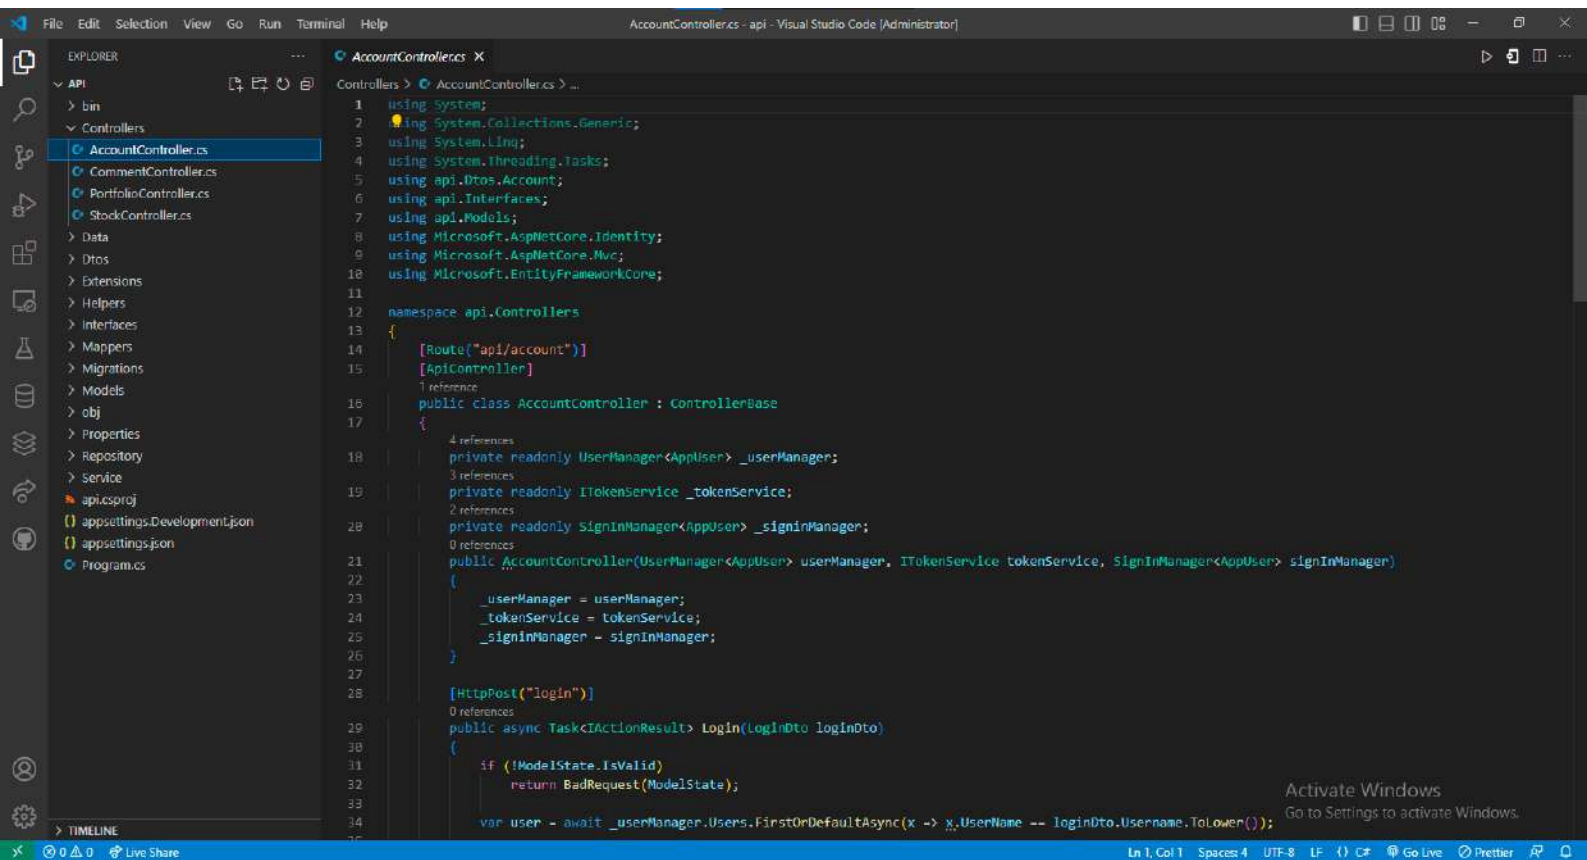 File Edit Selection View Go Run Terminal Help
AccountController.cs - api - Visual Studio Code [Administrator]
EXPLORER
API
bin
Controllers
AccountController.cs
CommentController.cs
PortfolioController.cs
StockController.cs
Data
Dtos
Extensions
Helpers
Interfaces
Mappers
Migrations
Models
obj
Properties
Repository
Service
api.csproj
{} appsettings.Development.json
{} appsettings.json
Program.cs
TIMELINE
AccountController.cs
Controllers > AccountController.cs > ...
1 using System;
2 using System.Collections.Generic;
3 using System.Linq;
4 using System.Threading.Tasks;
5 using api.Dtos.Account;
6 using api.Interfaces;
7 using api.Models;
8 using Microsoft.AspNetCore.Identity;
9 using Microsoft.AspNetCore.Mvc;
10 using Microsoft.EntityFrameworkCore;
11
12 namespace api.Controllers
13 {
14 [Route("api/account")]
15 [ApiController]
1 reference
16 public class AccountController : ControllerBase
17 {
4 references
18 private readonly UserManager<AppUser> _userManager;
3 references
19 private readonly ITokenService _tokenService;
2 references
20 private readonly SignInManager<AppUser> _signinManager;
0 references
21 public AccountController(UserManager<AppUser> userManager, ITokenService tokenService, SignInManager<AppUser> signInManager)
22 {
23 _userManager = userManager;
24 _tokenService = tokenService;
25 _signinManager = signInManager;
26 }
27
28 [HttpPost("login")]
0 references
29 public async Task<IActionResult> Login(LoginDto loginDto)
30 {
31 if (!ModelState.IsValid)
32 return BadRequest(ModelState);
33
34 var user = await _userManager.Users.FirstOrDefaultAsync(x => x.UserName == loginDto.Username.ToLower());
Activate Windows
Go to Settings to activate Windows.
0 0 Live Share
Ln 1, Col 1 Spaces: 4 UTF-8 LF {} C# Go Live Prettier